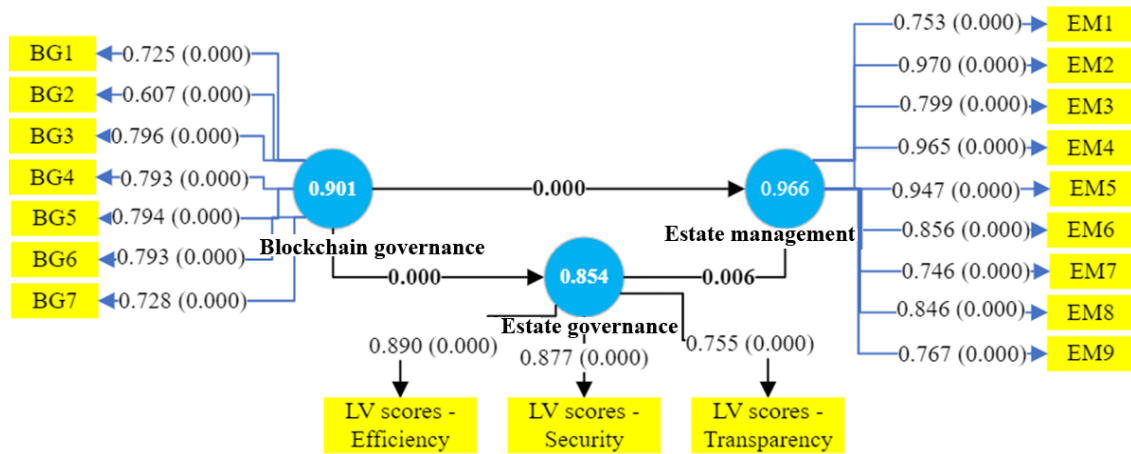 BG1
0.725 (0.000)
BG2
0.607 (0.000)
BG3
0.796 (0.000)
BG4
0.793 (0.000)
BG5
0.794 (0.000)
BG6
0.793 (0.000)
BG7
0.728 (0.000)
0.901
Blockchain governance
0.000
0.000
0.854
Estate governance
0.006
0.966
Estate management
0.753 (0.000)
EM1
0.970 (0.000)
EM2
0.799 (0.000)
EM3
0.965 (0.000)
EM4
0.947 (0.000)
EM5
0.856 (0.000)
EM6
0.746 (0.000)
EM7
0.846 (0.000)
EM8
0.767 (0.000)
EM9
0.890 (0.000)
0.877 (0.000)
0.755 (0.000)
LV scores -
Efficiency
LV scores -
Security
LV scores -
Transparency